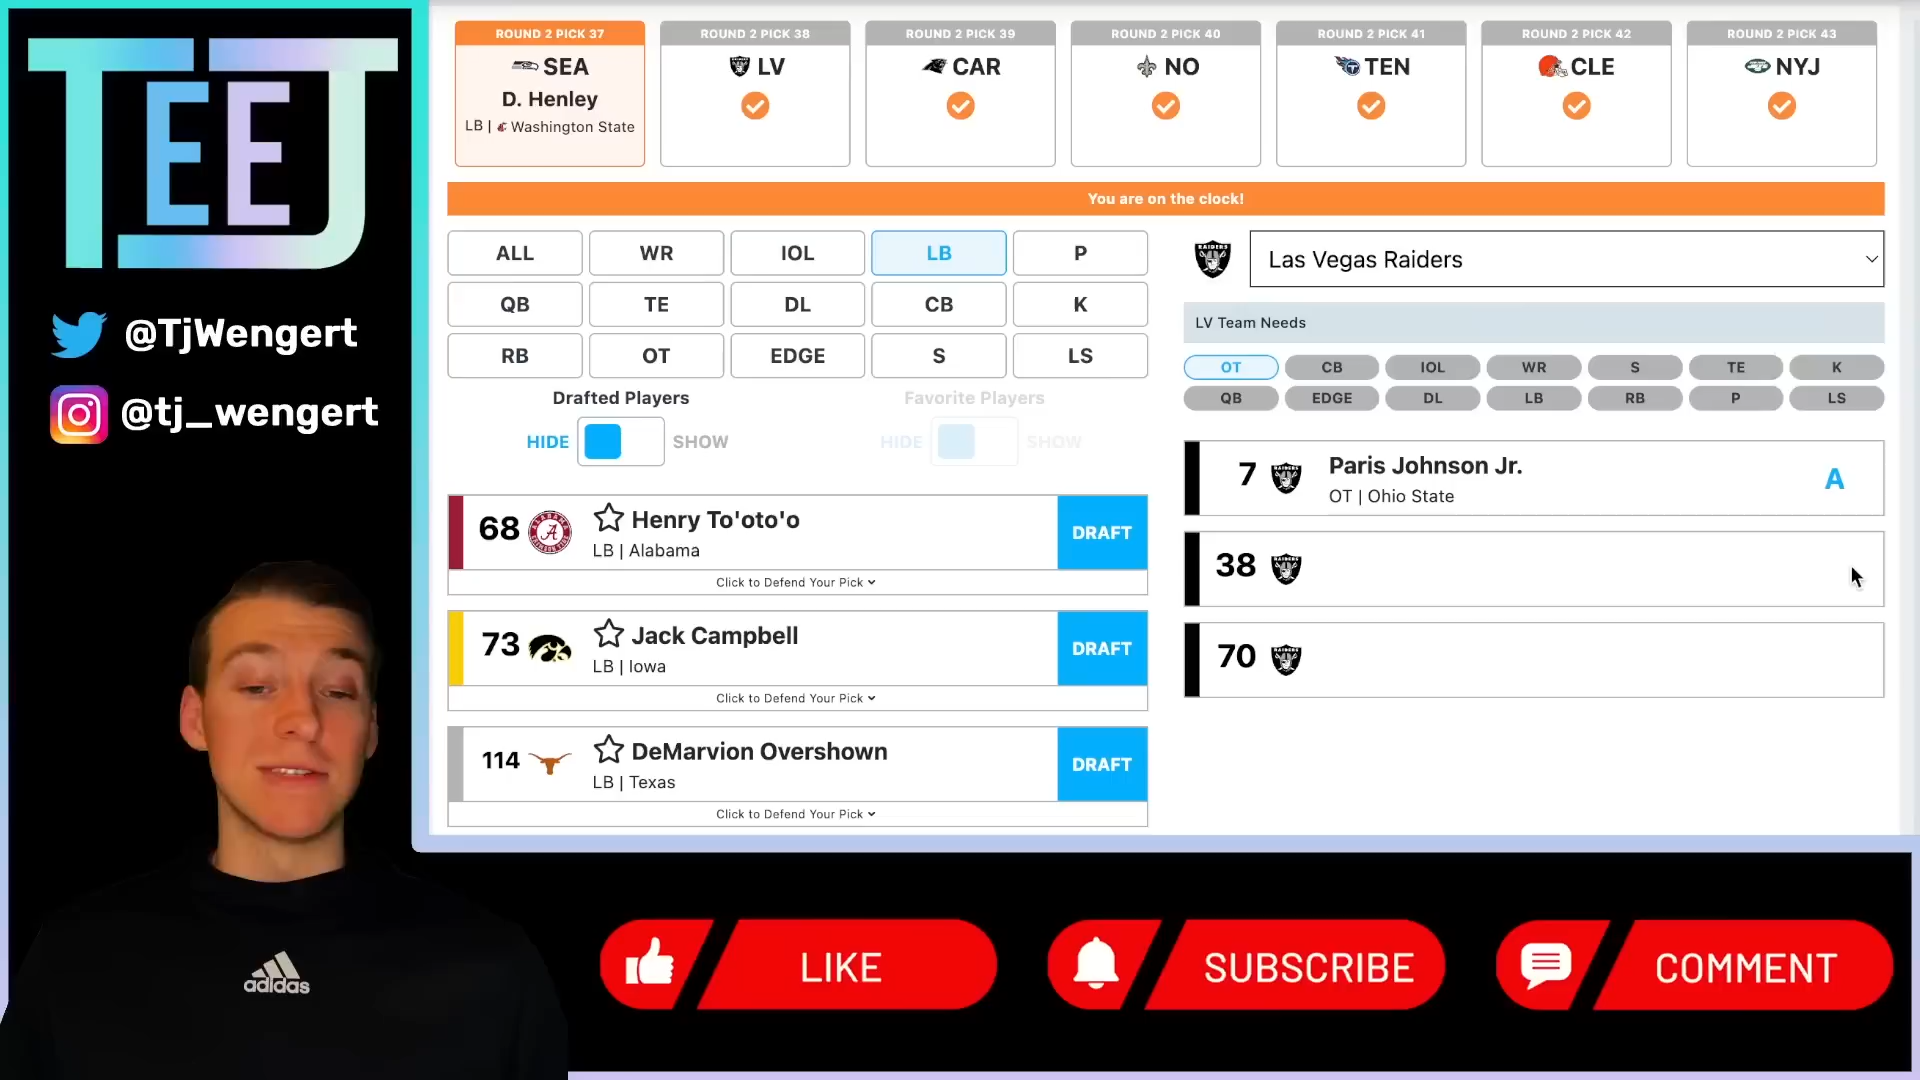 TEEJ
@TjWengert
@tj_wengert
adidas
ROUND 2 PICK 37
SEA
D. Henley
LB | Washington State
ROUND 2 PICK 38
LV
ROUND 2 PICK 39
CAR
ROUND 2 PICK 40
NO
ROUND 2 PICK 41
TEN
ROUND 2 PICK 42
CLE
ROUND 2 PICK 43
NYJ
You are on the clock!
ALL WR IOL LB P
QB TE DL CB K
RB OT EDGE S LS
Drafted Players
HIDE SHOW
Favorite Players
HIDE SHOW
68 Henry To'oto'o
LB | Alabama
DRAFT
Click to Defend Your Pick
73 Jack Campbell
LB | Iowa
DRAFT
Click to Defend Your Pick
114 DeMarvion Overshown
LB | Texas
DRAFT
Click to Defend Your Pick
RAIDERS
Las Vegas Raiders
LV Team Needs
OT CB IOL WR S TE K
QB EDGE DL LB RB P LS
7 Paris Johnson Jr.
OT | Ohio State
A
38
70
LIKE
SUBSCRIBE
COMMENT